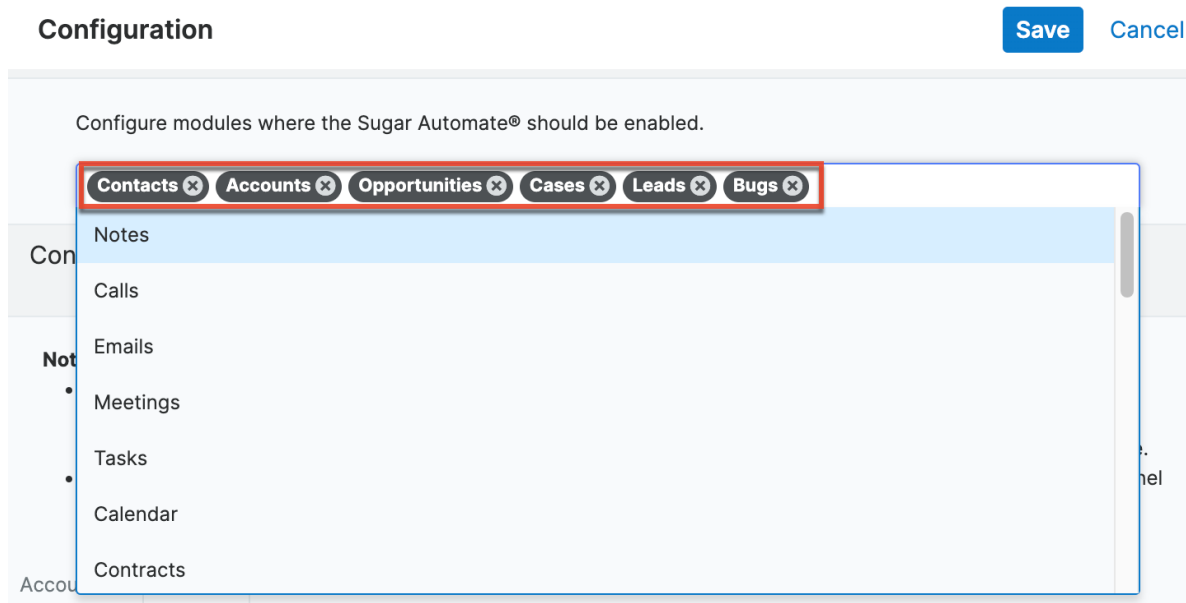 Configuration Save Cancel
Configure modules where the Sugar Automate® should be enabled.
Contacts Accounts Opportunities Cases Leads Bugs
Notes
Calls
Emails
Meetings
Tasks
Calendar
Contracts